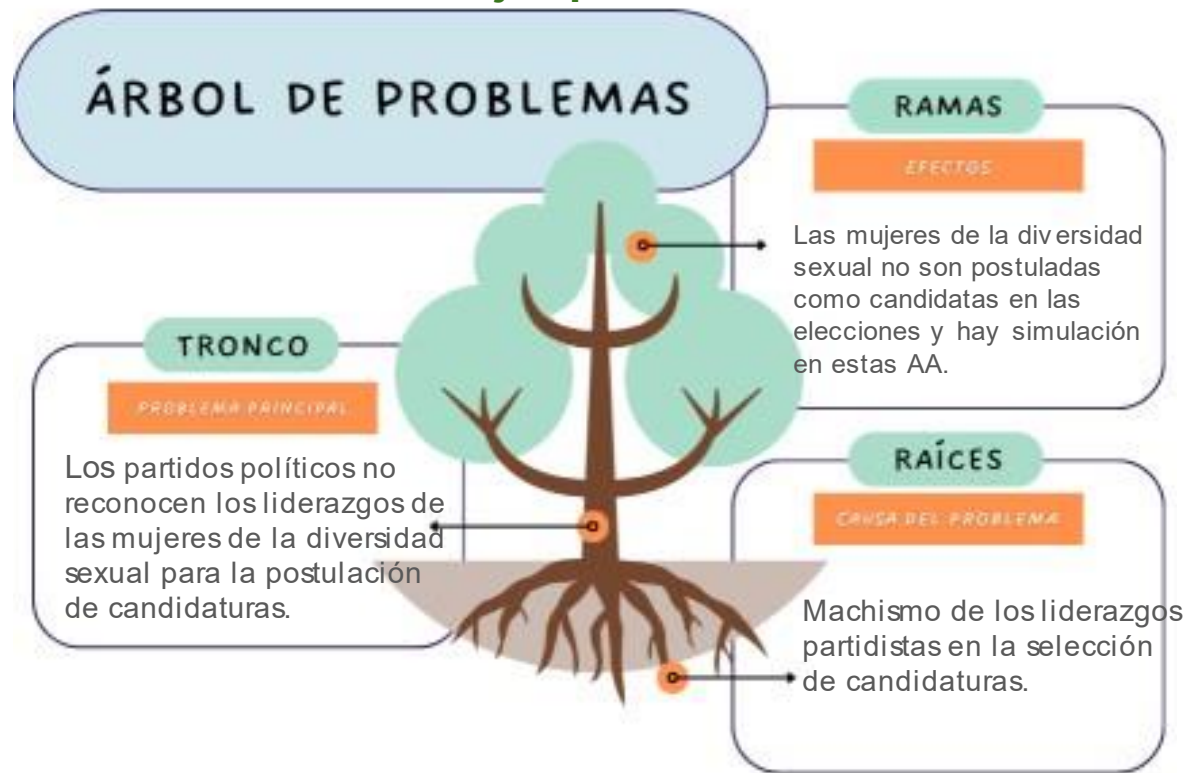 ÁRBOL DE PROBLEMAS
RAMAS
EFECTOS
Las mujeres de la diversidad
sexual no son postuladas
como candidatas en las
elecciones y hay simulación
en estas AA.
TRONCO
PROBLEMA PRINCIPAL
Los partidos políticos no
reconocen los liderazgos de
las mujeres de la diversidad
sexual para la postulación
de candidaturas.
RAÍCES
CAUSA DEL PROBLEMA
Machismo de los liderazgos
partidistas en la selección
de candidaturas.